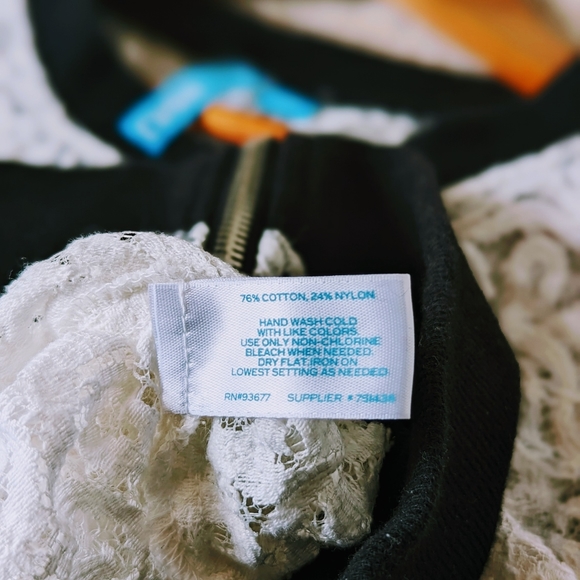 76% COTTON, 24% NYLON
HAND WASH COLD
WITH LIKE COLORS.
USE ONLY NON-CHLORINE
BLEACH WHEN NEEDED.
DRY FLAT.IRON ON
LOWEST SETTING AS NEEDED
RN#93677 SUPPLIER #